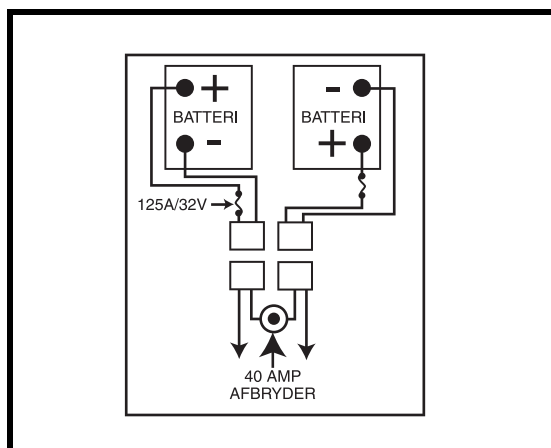 +
BATTERI
-
-
BATTERI
+
125A/32V
40 AMP
AFBRYDER